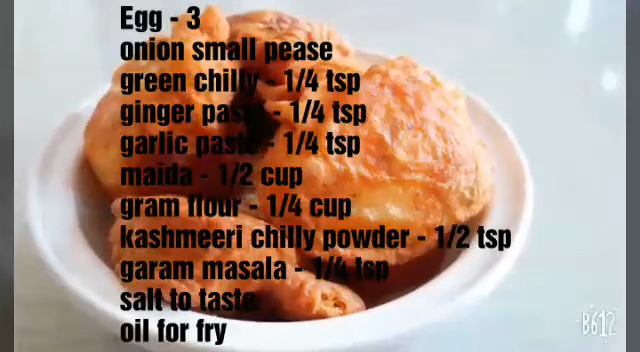 Egg - 3
onion small pease
green chilly - 1/4 tsp
ginger paste - 1/4 tsp
garlic paste - 1/4 tsp
maida - 1/2 cup
gram flour - 1/4 cup
kashmeeri chilly powder - 1/2 tsp
garam masala - 1/4 tsp
salt to taste
oil for fry
B612